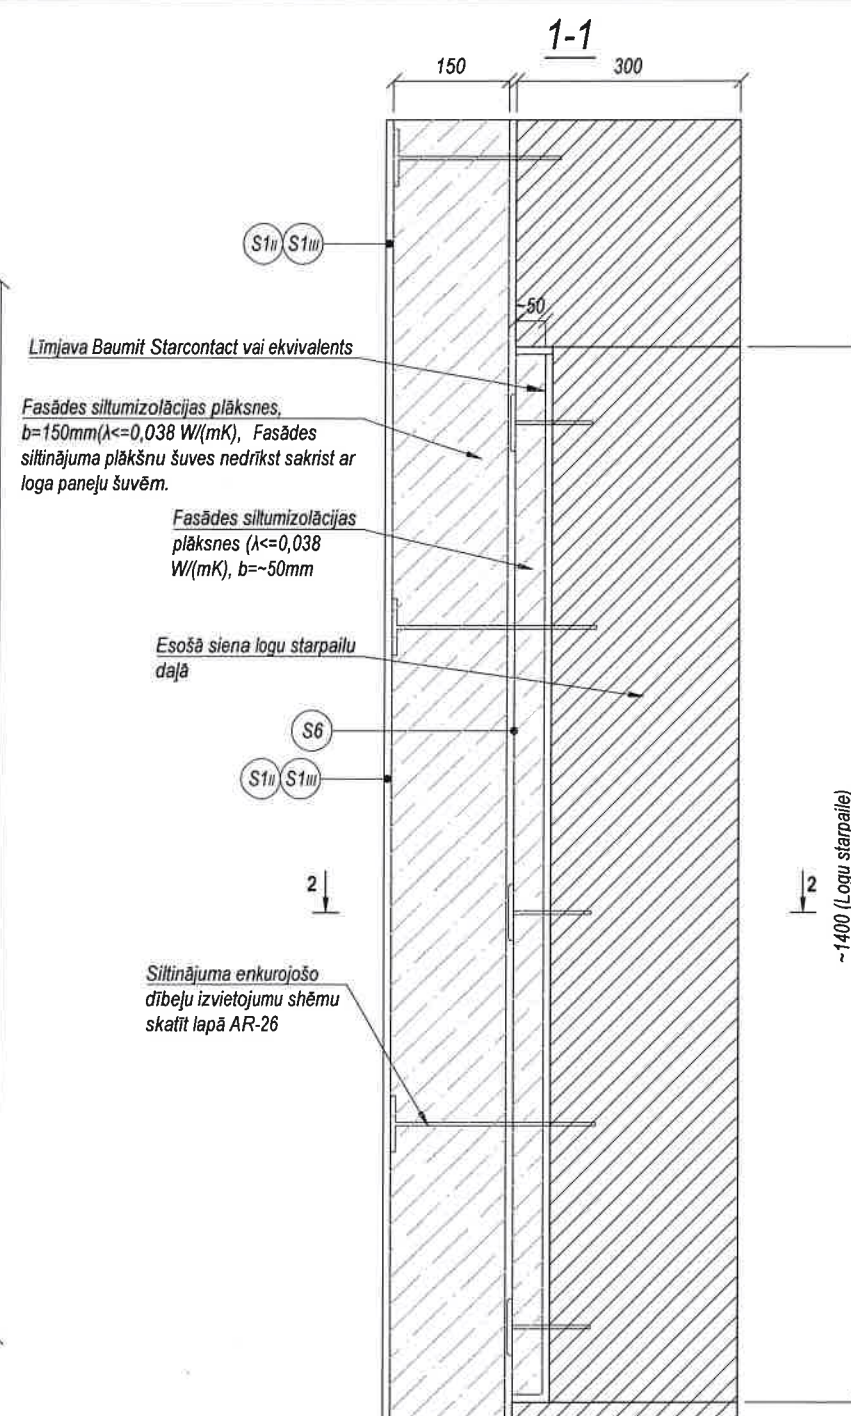 1-1
150
300
S1II S1III
~50
Līmjava Baumit Starcontact vai ekvivalents
Fasādes siltumizolācijas plāksnes,
b=150mm(λ<=0,038 W/(mK), Fasādes
siltinājuma plākšņu šuves nedrīkst sakrist ar
loga paneļu šuvēm.
Fasādes siltumizolācijas
plāksnes (λ<=0,038
W/(mK), b=~50mm
Esošā siena logu starpailu
daļā
S6
S1II S1III
2
2
~1400 (Logu starpaile)
Siltinājuma enkurojošo
dībeļu izvietojumu shēmu
skatīt lapā AR-26